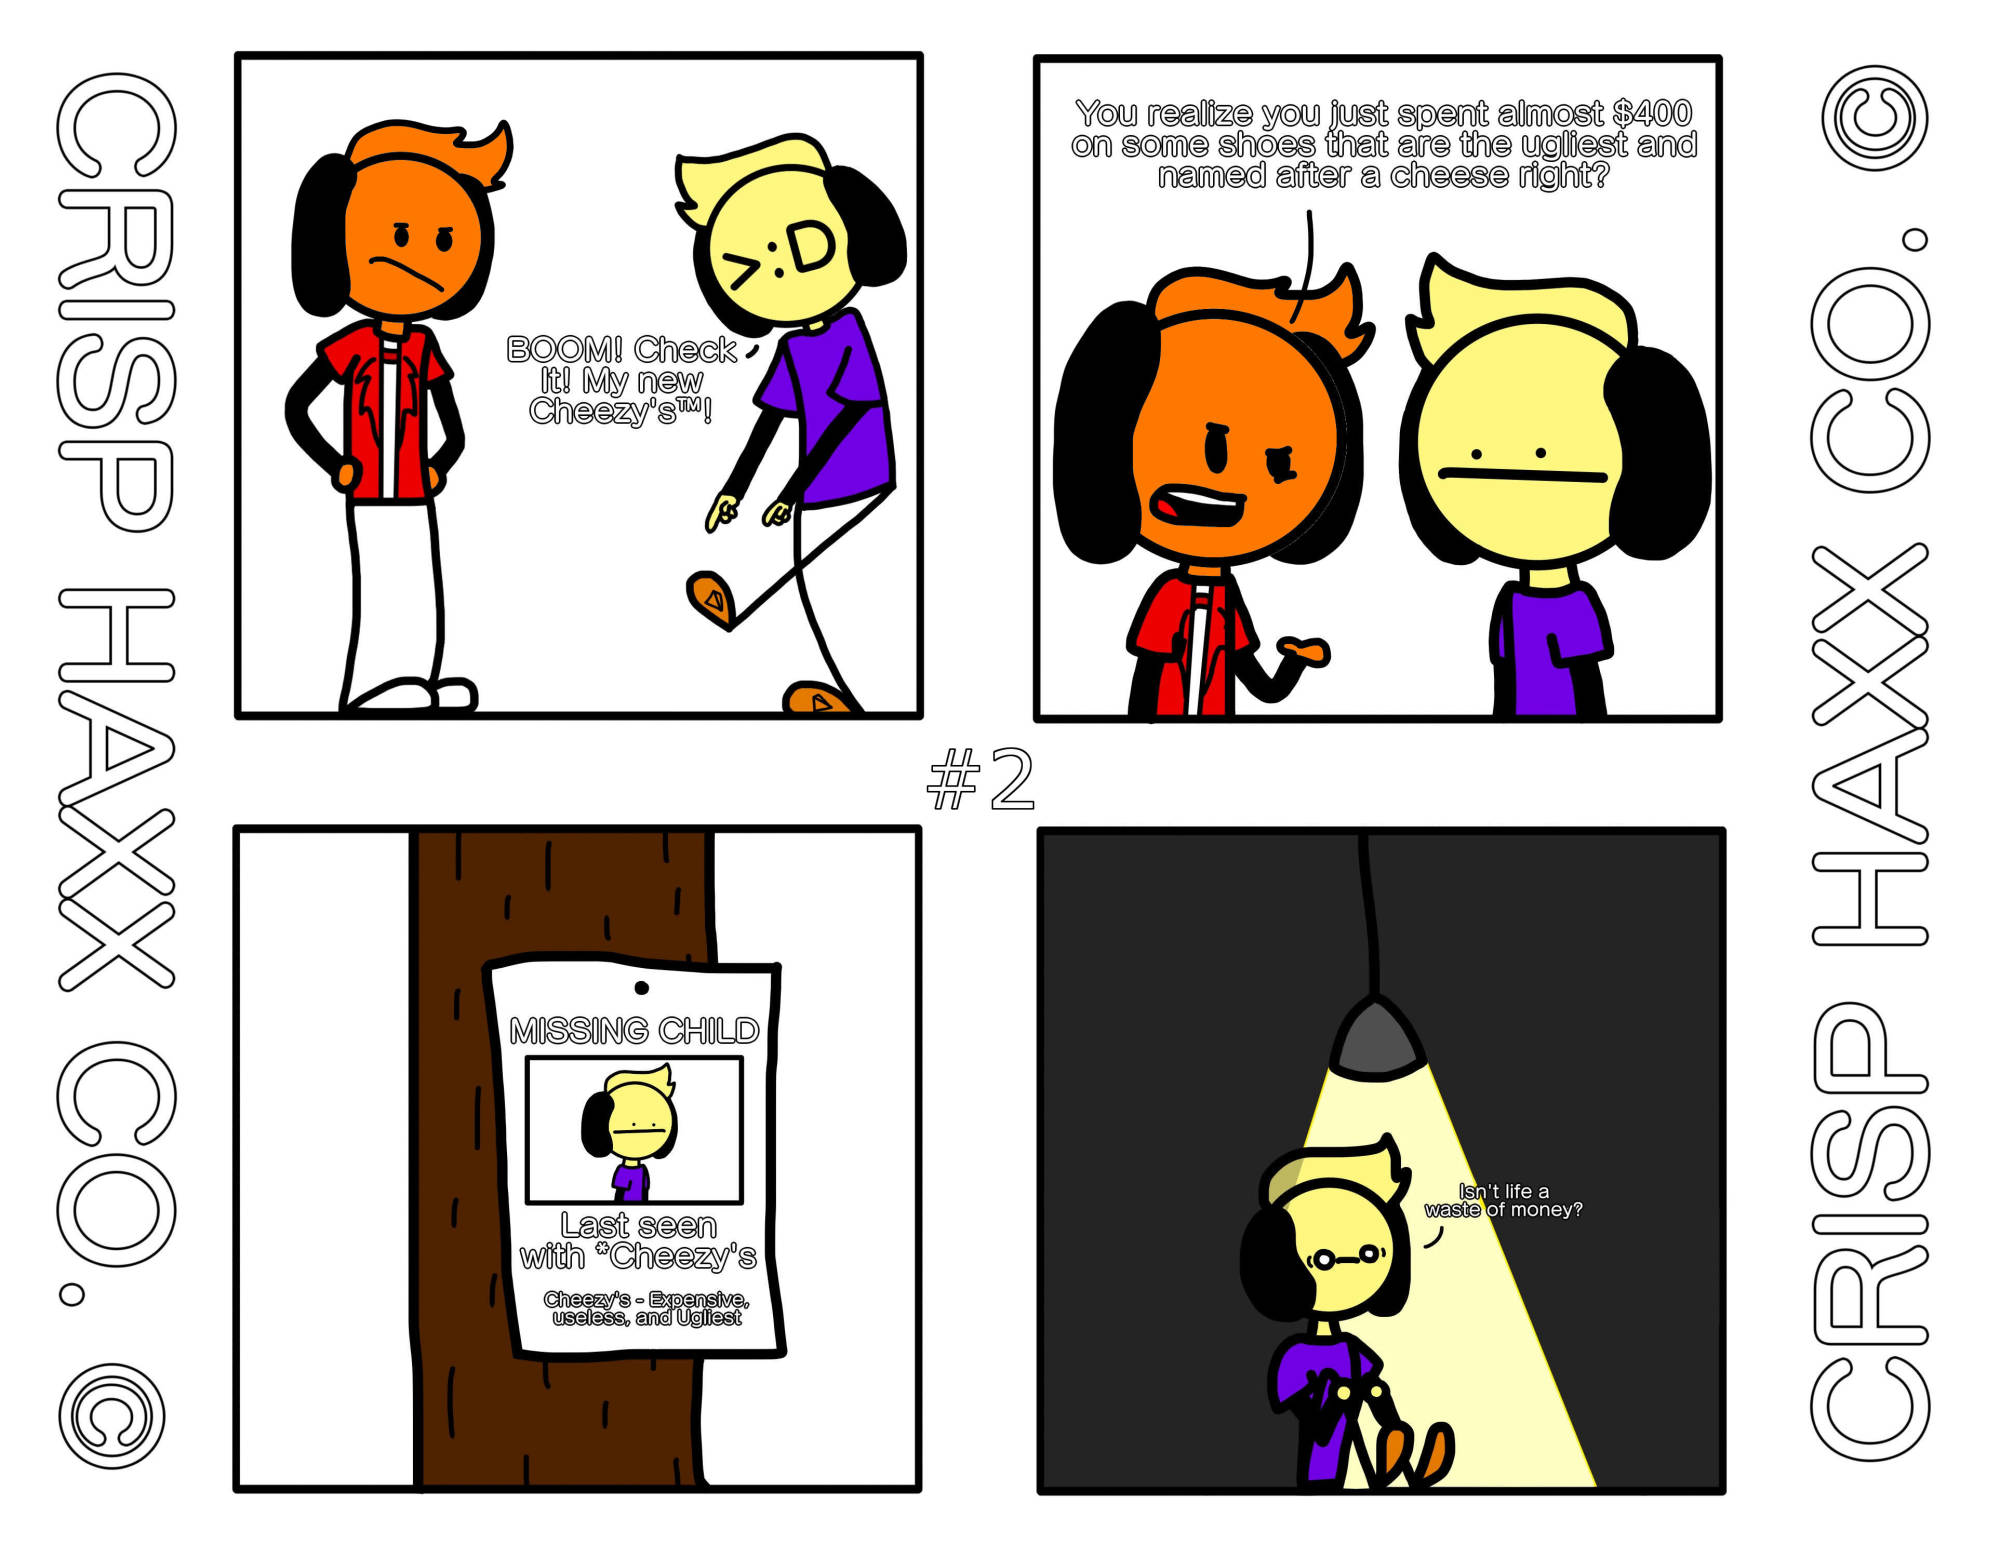 CRISP HAXX CO. ©
BOOM! Check
It! My new
Cheezy's™!
You realize you just spent almost $400
on some shoes that are the ugliest and
named after a cheese right?
CRISP HAXX CO. ©
#2
MISSING CHILD
Last seen
with *Cheezy's
Cheezy's - Expensive,
useless, and Ugliest
Isn't life a
waste of money?